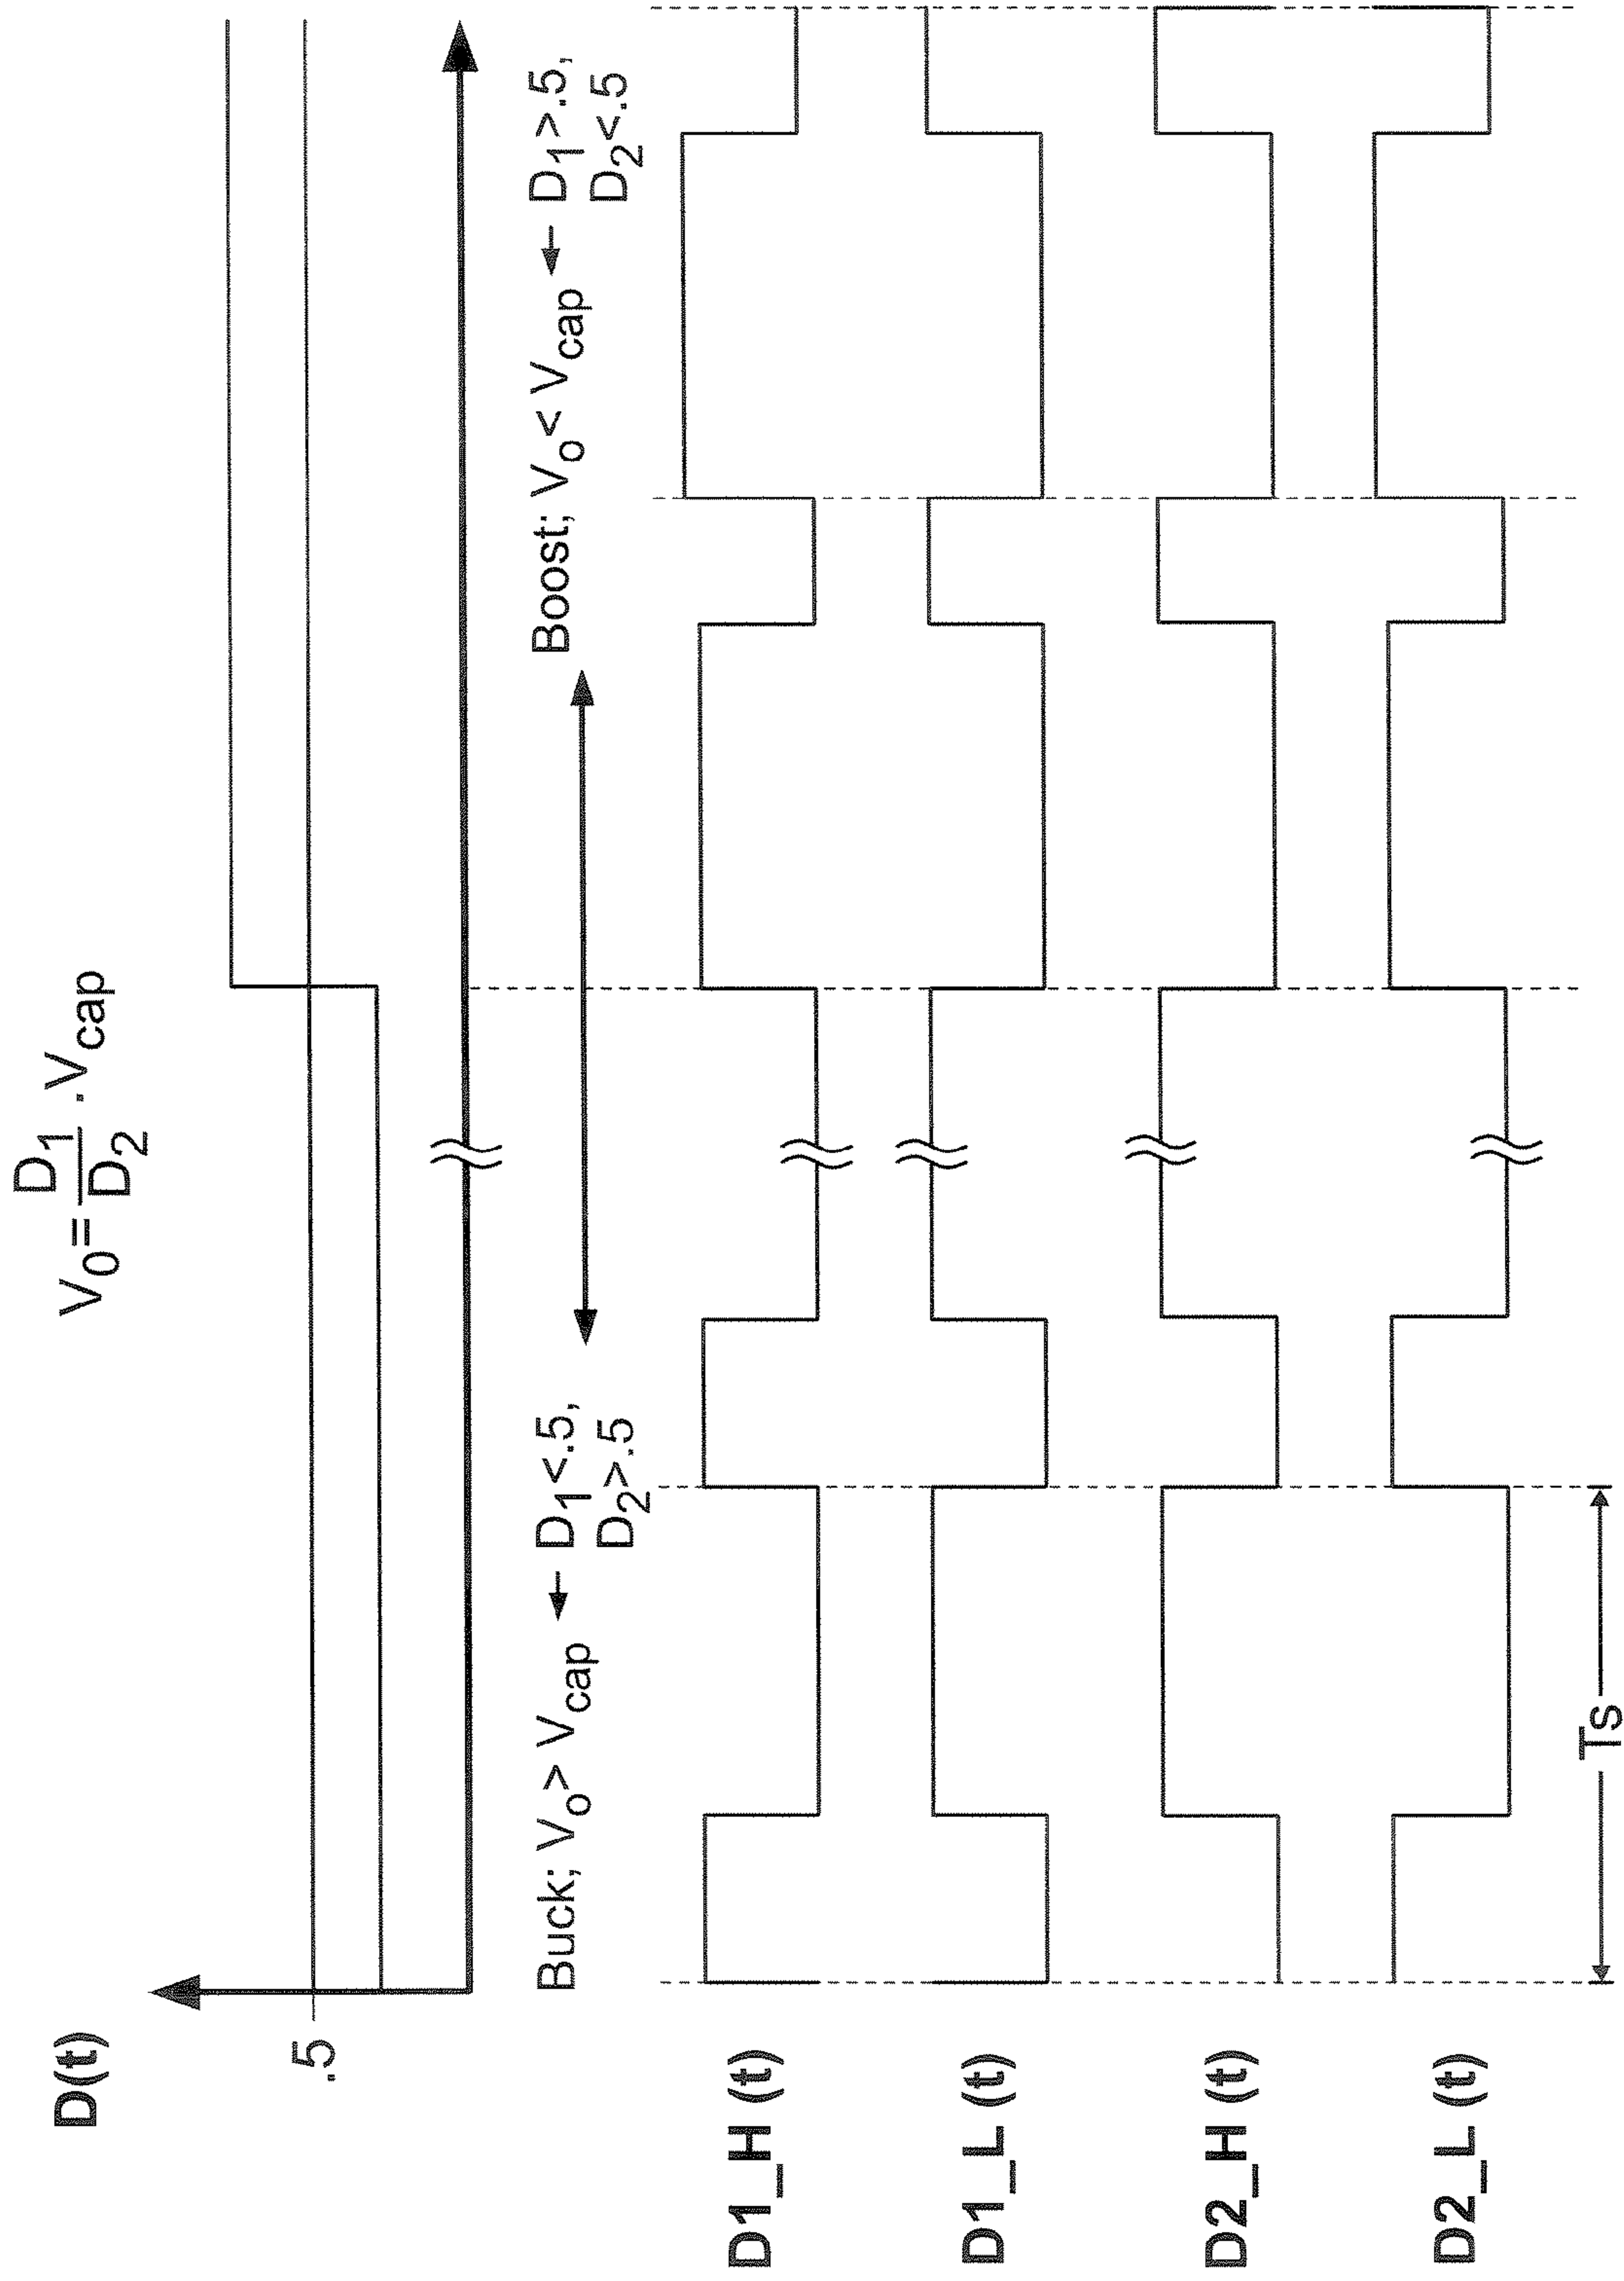 V0 = D1/D2 . Vcap
D(t)
.5
Buck; Vo > Vcap ← D1<.5,
D2>.5
Boost; Vo < Vcap ← D1>.5,
D2<.5
D1_H (t)
D1_L (t)
D2_H (t)
D2_L (t)
Ts